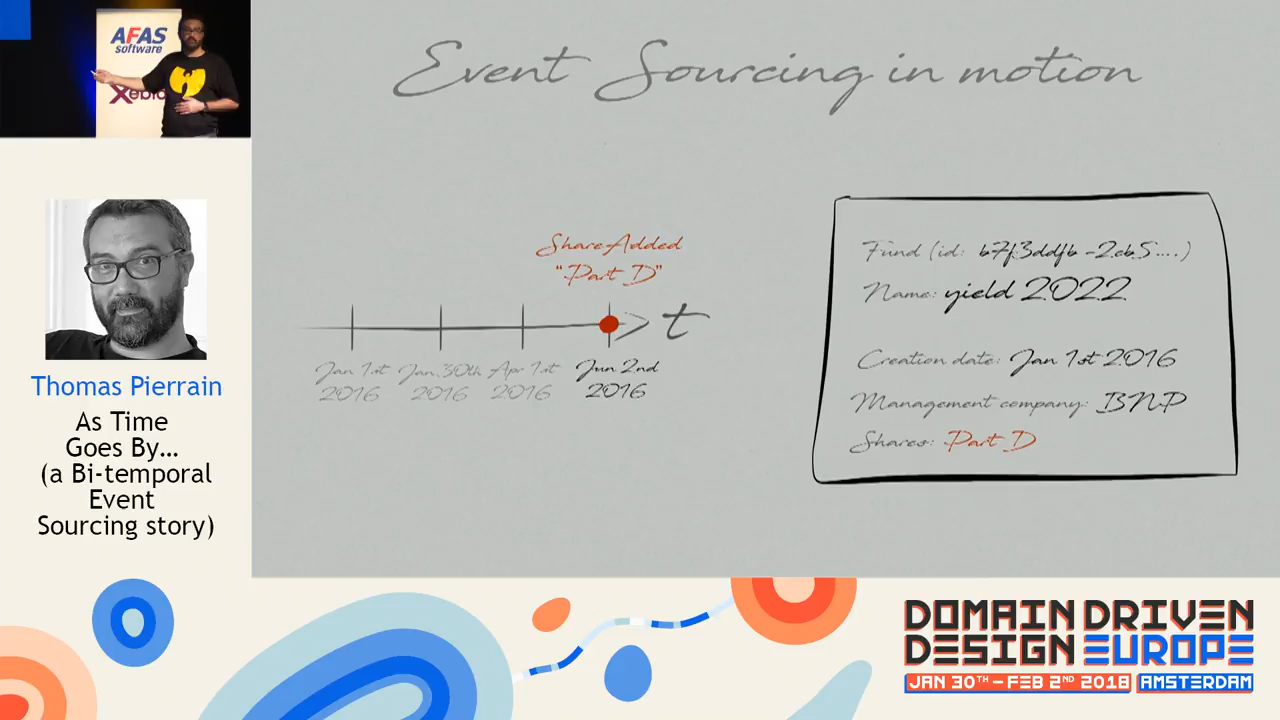 AFAS
software
Xebia
Event Sourcing in motion
ShareAdded
"Part D"
t
Jan 1st
2016
Jan 30th
2016
Apr 1st
2016
Jun 2nd
2016
Fund (id: b7f3ddfb-2cb5....)
Name: yield 2022
Creation date: Jan 1st 2016
Management company: BNP
Shares: Part D
Thomas Pierrain
As Time
Goes By...
(a Bi-temporal
Event
Sourcing story)
DOMAIN DRIVEN
DESIGN EUROPE
JAN 30TH - FEB 2ND 2018 AMSTERDAM